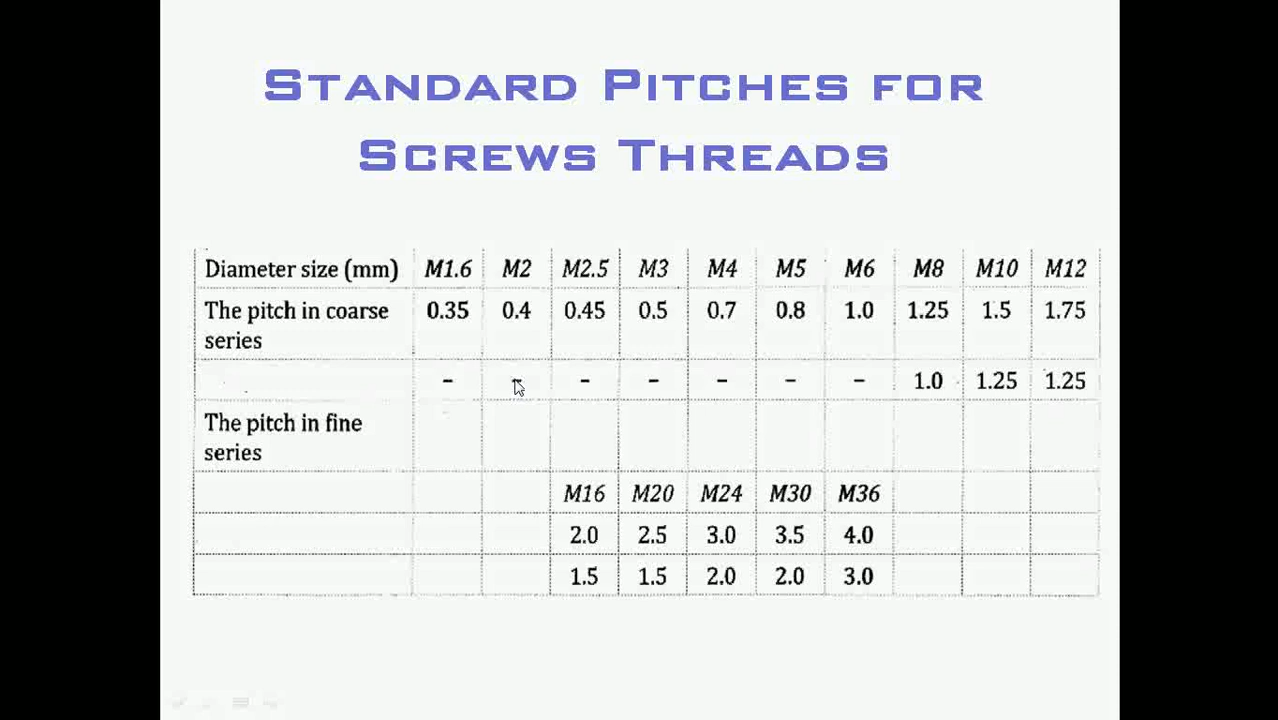 STANDARD PITCHES FOR
SCREWS THREADS
Diameter size (mm) M1.6 M2 M2.5 M3 M4 M5 M6 M8 M10 M12
The pitch in coarse 0.35 0.4 0.45 0.5 0.7 0.8 1.0 1.25 1.5 1.75
series
- - - - - - - 1.0 1.25 1.25
The pitch in fine
series
M16 M20 M24 M30 M36
2.0 2.5 3.0 3.5 4.0
1.5 1.5 2.0 2.0 3.0